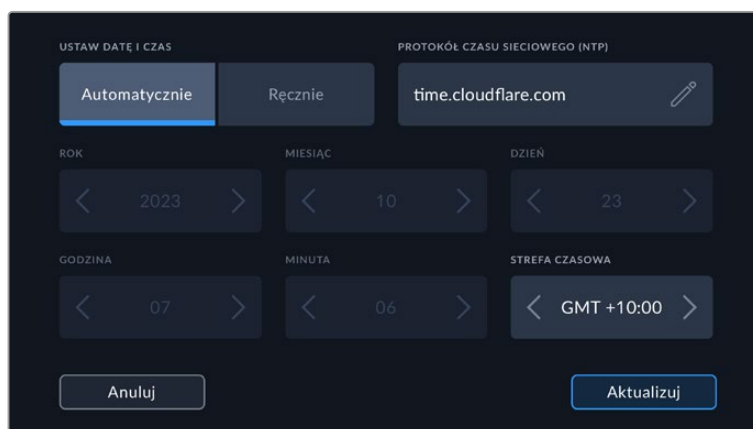 USTAW DATĘ I CZAS PROTOKÓŁ CZASU SIECIOWEGO (NTP)
Automatycznie Ręcznie time.cloudflare.com
ROK MIESIĄC DZIEŃ
2023 10 23
GODZINA MINUTA STREFA CZASOWA
07 06 GMT +10:00
Anuluj Aktualizuj